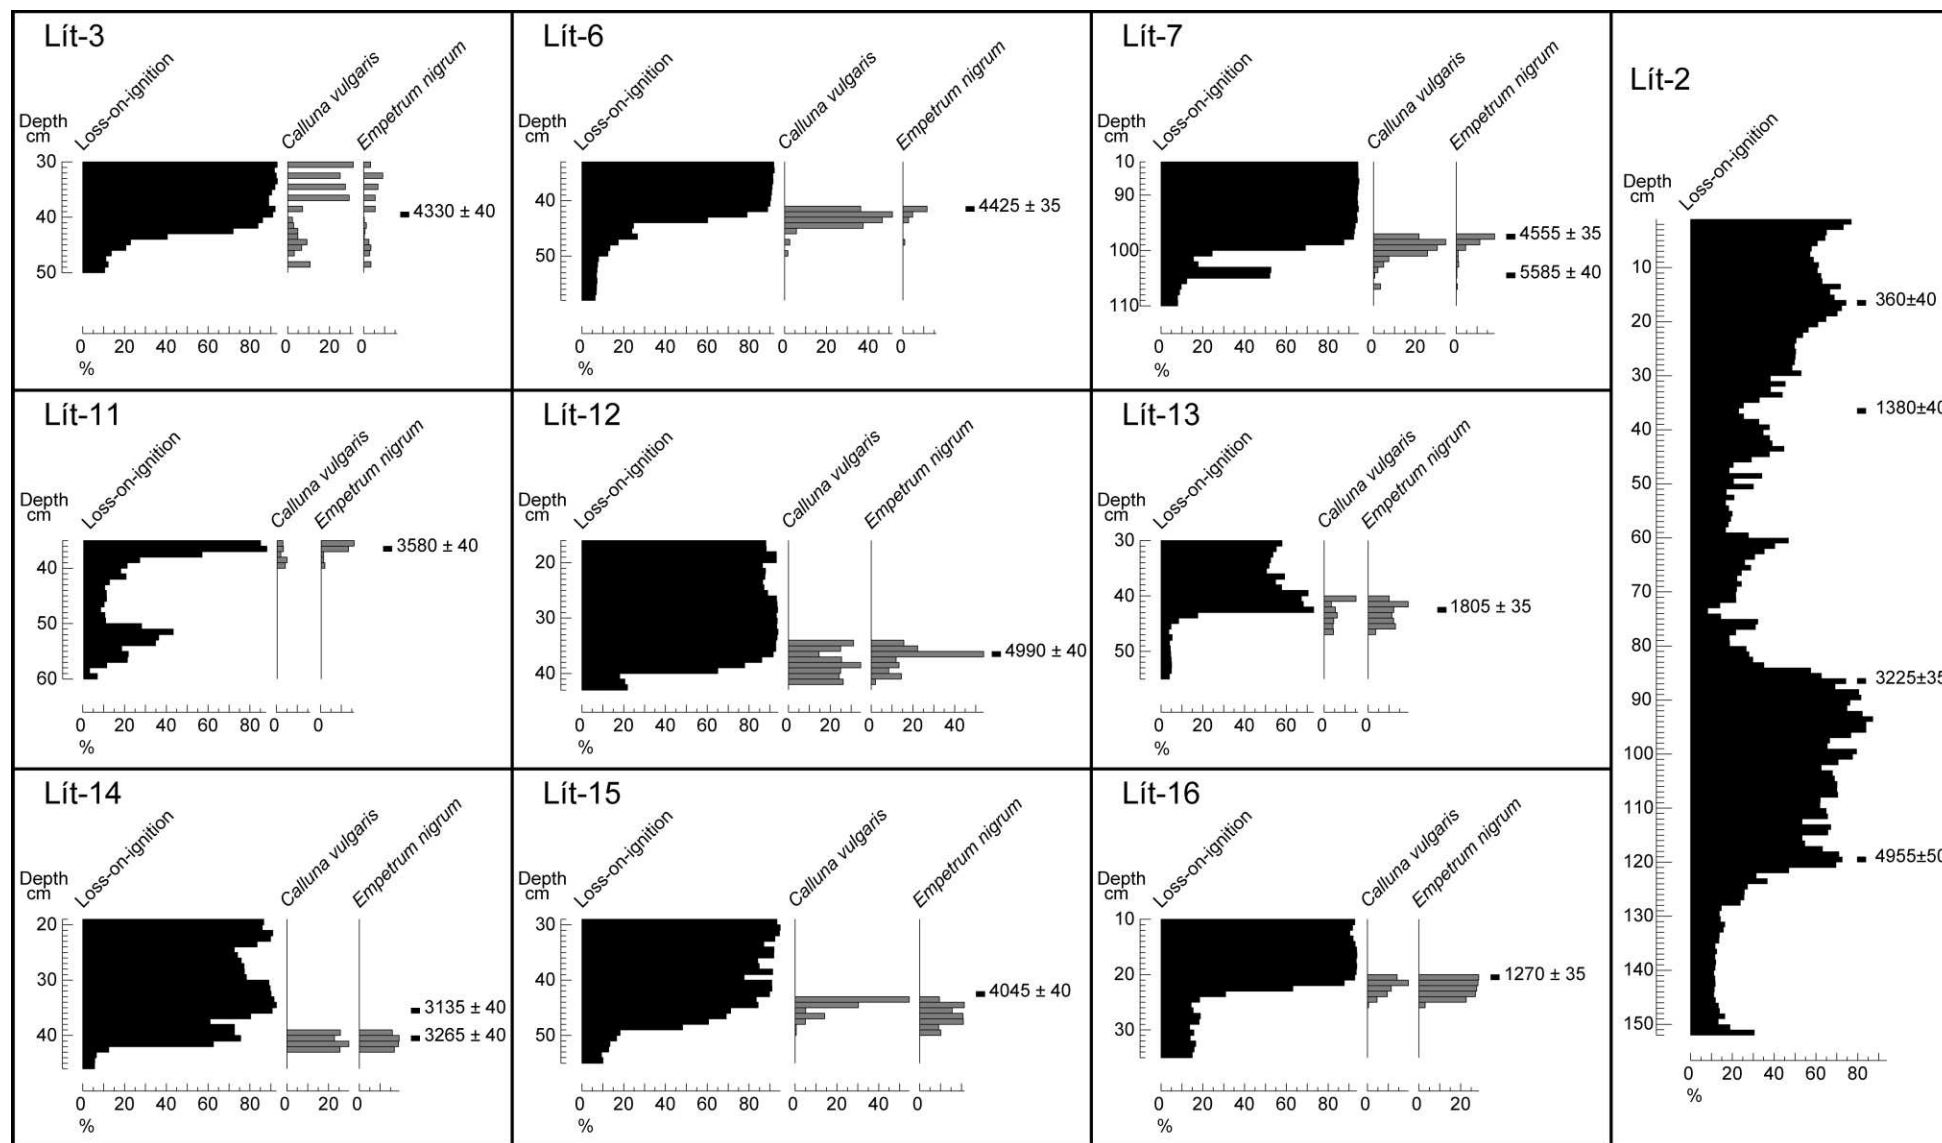 Lít-3
Loss-on-ignition
Calluna vulgaris
Empetrum nigrum
Depth
cm
30
40
50
4330 ± 40
0 20 40 60 80 0 20 0
%
Lít-6
Loss-on-ignition
Calluna vulgaris
Empetrum nigrum
Depth
cm
40
50
4425 ± 35
0 20 40 60 80 0 20 40 0
%
Lít-7
Loss-on-ignition
Calluna vulgaris
Empetrum nigrum
Depth
cm
10
90
100
110
4555 ± 35
5585 ± 40
0 20 40 60 80 0 20 0
%
Lít-2
Loss-on-ignition
Depth
cm
10
20
30
40
50
60
70
80
90
100
110
120
130
140
150
360±40
1380±40
3225±35
4955±50
0 20 40 60 80
%
Lít-11
Loss-on-ignition
Calluna vulgaris
Empetrum nigrum
Depth
cm
40
50
60
3580 ± 40
0 20 40 60 80 0 0
%
Lít-12
Loss-on-ignition
Calluna vulgaris
Empetrum nigrum
Depth
cm
20
30
40
4990 ± 40
0 20 40 60 80 0 20 0 20 40
%
Lít-13
Loss-on-ignition
Calluna vulgaris
Empetrum nigrum
Depth
cm
30
40
50
1805 ± 35
0 20 40 60 0 0
%
Lít-14
Loss-on-ignition
Calluna vulgaris
Empetrum nigrum
Depth
cm
20
30
40
3135 ± 40
3265 ± 40
0 20 40 60 80 0 20 0
%
Lít-15
Loss-on-ignition
Calluna vulgaris
Empetrum nigrum
Depth
cm
30
40
50
4045 ± 40
0 20 40 60 80 0 20 40 0 20
%
Lít-16
Loss-on-ignition
Calluna vulgaris
Empetrum nigrum
Depth
cm
10
20
30
1270 ± 35
0 20 40 60 80 0 0 20
%